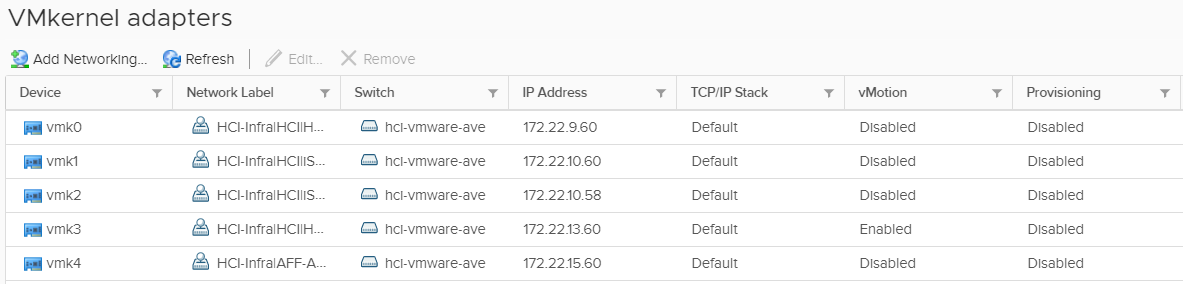 VMkernel adapters
Add Networking... Refresh Edit... Remove
Device Network Label Switch IP Address TCP/IP Stack vMotion Provisioning
vmk0 HCI-Infra|HCI|H... hci-vmware-ave 172.22.9.60 Default Disabled Disabled
vmk1 HCI-Infra|HCI|iS... hci-vmware-ave 172.22.10.60 Default Disabled Disabled
vmk2 HCI-Infra|HCI|iS... hci-vmware-ave 172.22.10.58 Default Disabled Disabled
vmk3 HCI-Infra|HCI|H... hci-vmware-ave 172.22.13.60 Default Enabled Disabled
vmk4 HCI-Infra|AFF-A... hci-vmware-ave 172.22.15.60 Default Disabled Disabled